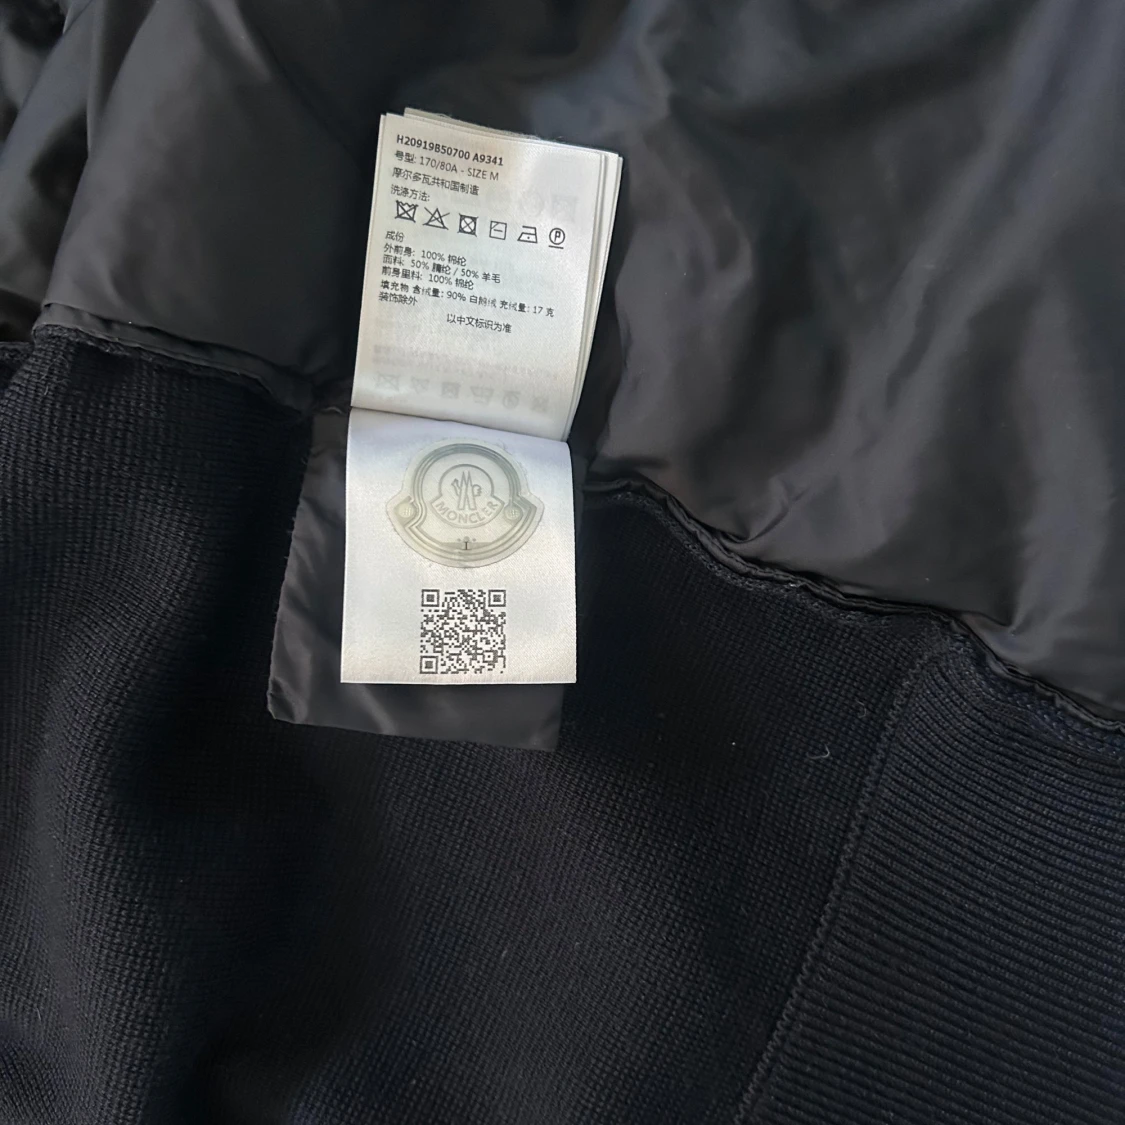 H20919B50700 A9341
号型: 170/80A - SIZE M
摩尔多瓦共和国制造
洗涤方法:
P
成份
外前身: 100% 锦纶
面料: 50% 腈纶 / 50% 羊毛
前身里料: 100% 锦纶
填充物 含绒量: 90% 白鹅绒 充绒量: 17 克
装饰除外
以中文标识为准
MONCLER